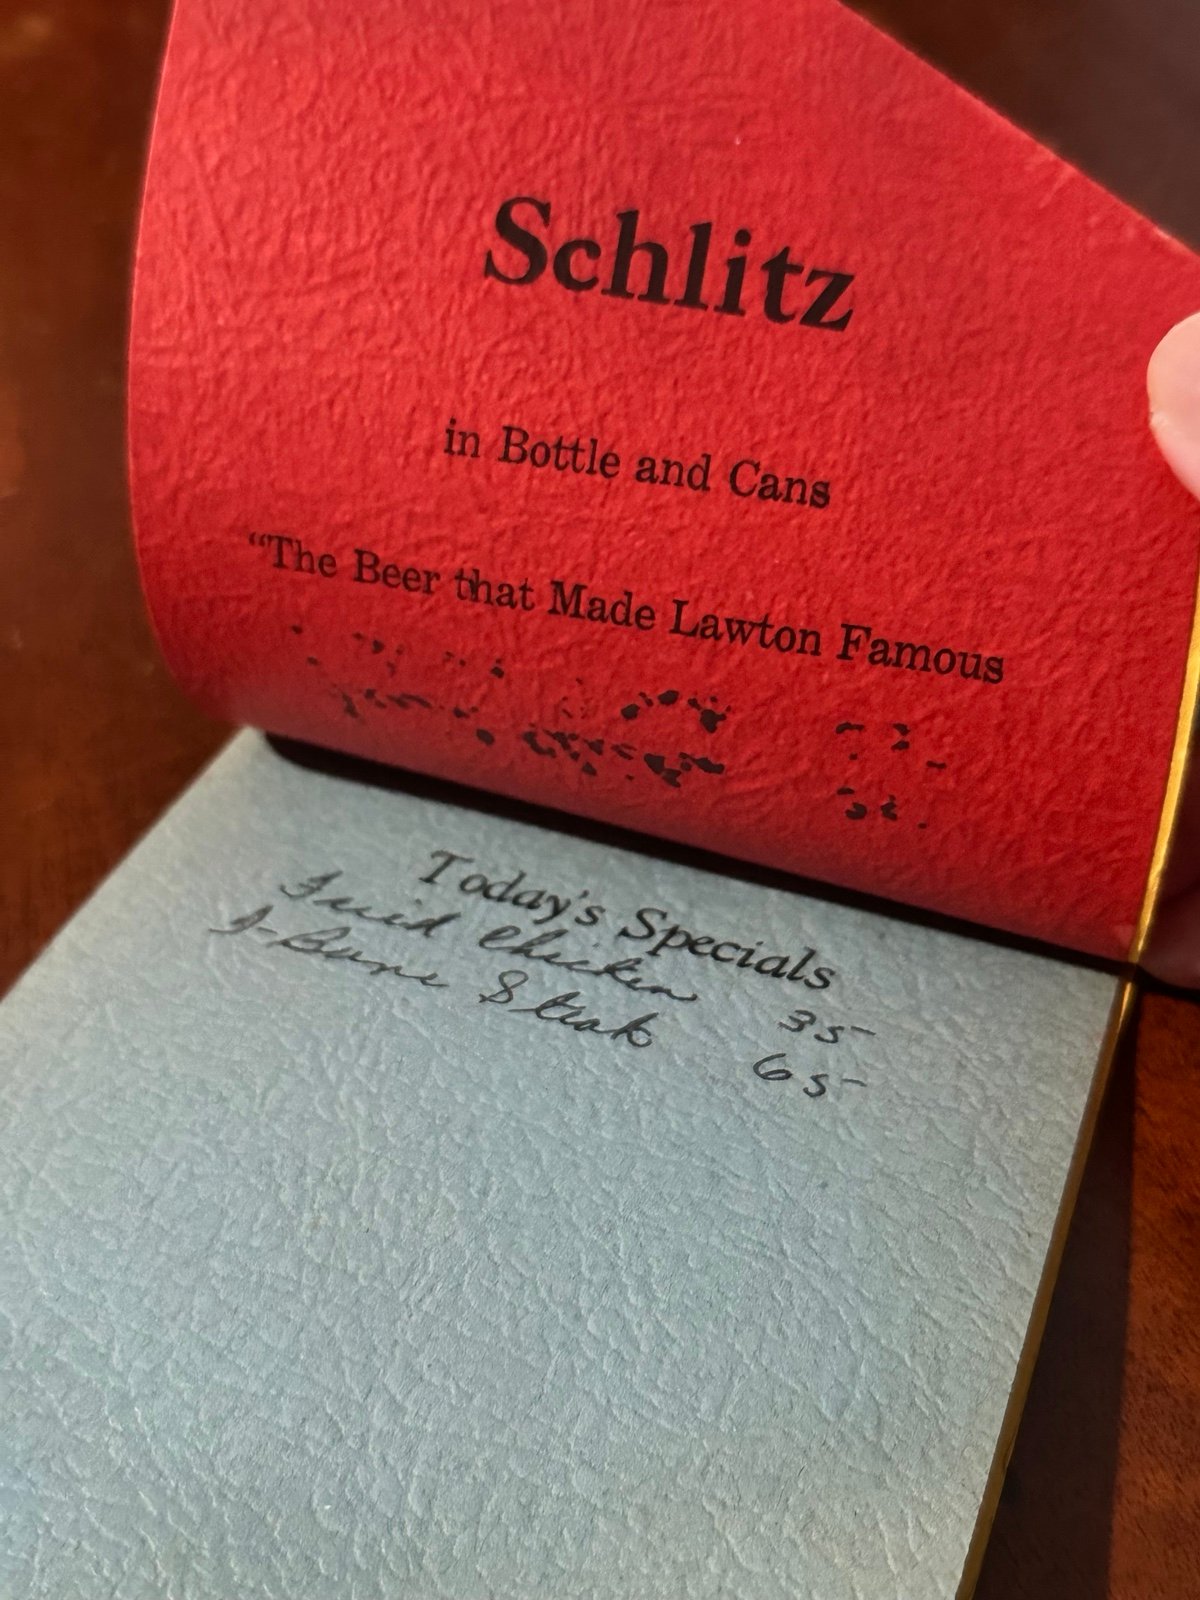 Schlitz
in Bottle and Cans
“The Beer that Made Lawton Famous
Today's Specials
Fried Chicken 35
T-Bone Steak 65